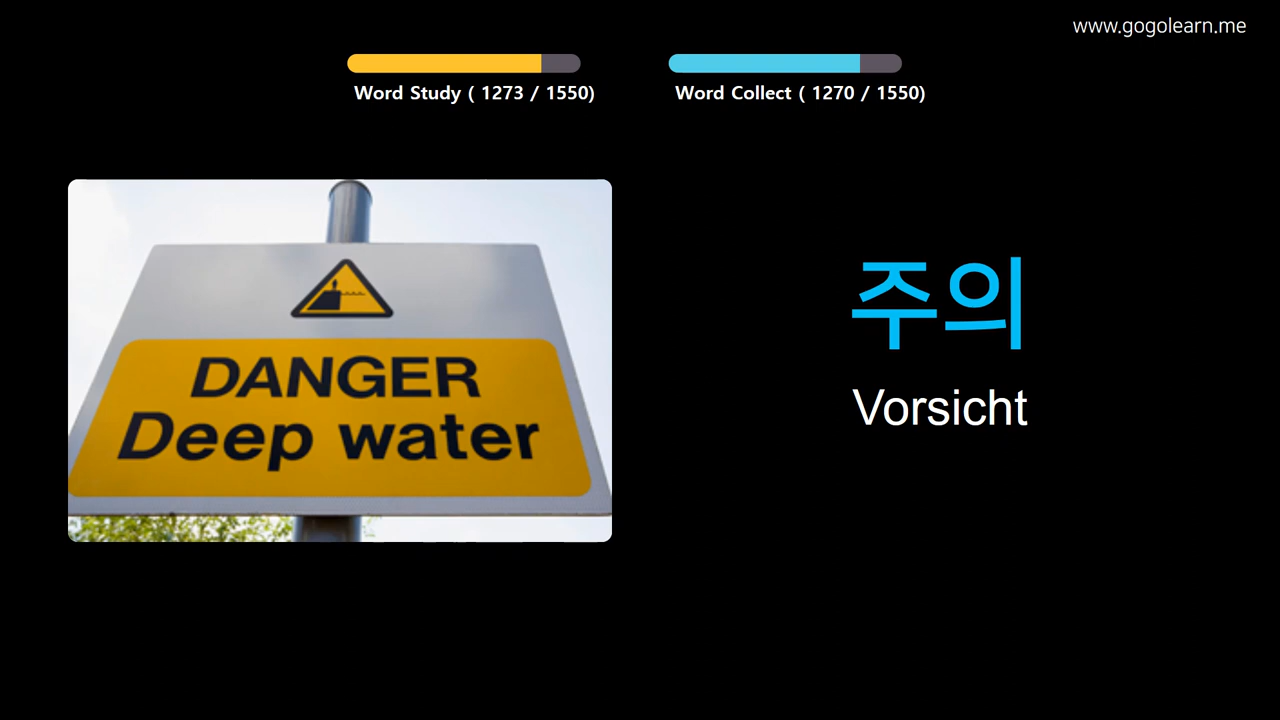 www.gogolearn.me
Word Study ( 1273 / 1550)
Word Collect ( 1270 / 1550)
DANGER
Deep water
주의
Vorsicht